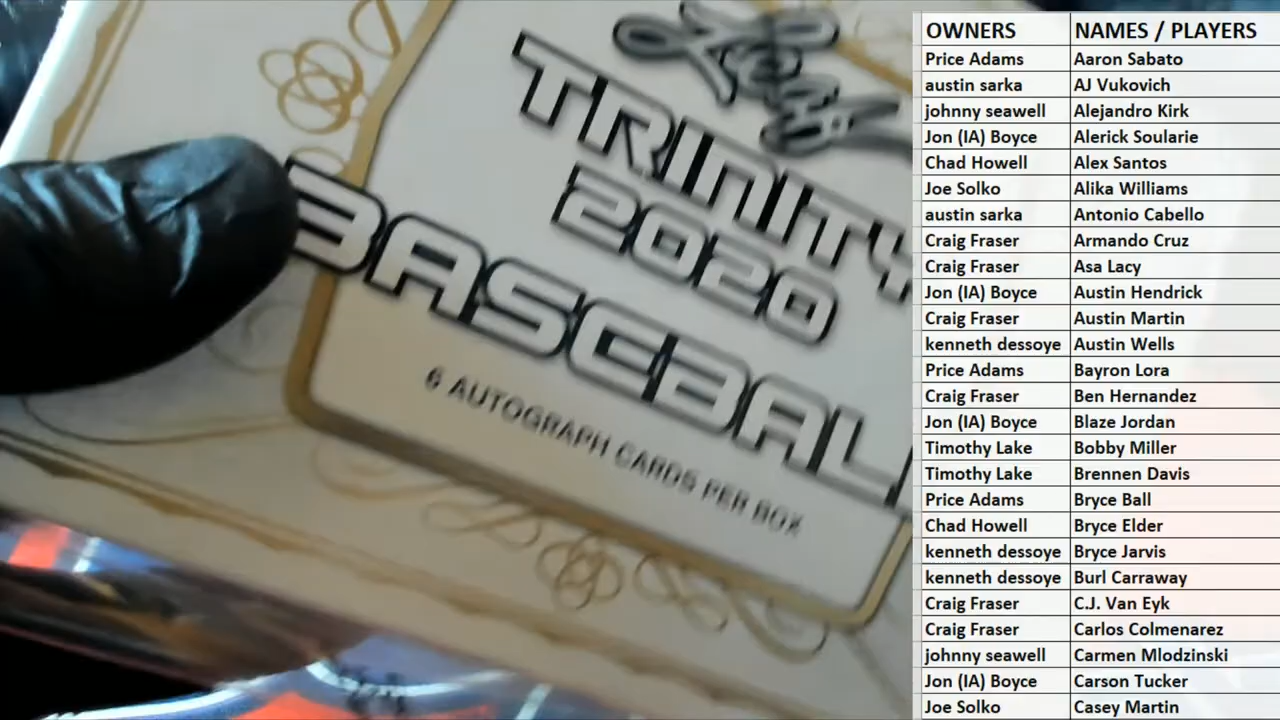 Leaf
TRINITY
2020
BASEBAL
6 AUTOGRAPH CARDS PER BOX
OWNERS NAMES / PLAYERS
Price Adams Aaron Sabato
austin sarka AJ Vukovich
johnny seawell Alejandro Kirk
Jon (IA) Boyce Alerick Soularie
Chad Howell Alex Santos
Joe Solko Alika Williams
austin sarka Antonio Cabello
Craig Fraser Armando Cruz
Craig Fraser Asa Lacy
Jon (IA) Boyce Austin Hendrick
Craig Fraser Austin Martin
kenneth dessoye Austin Wells
Price Adams Bayron Lora
Craig Fraser Ben Hernandez
Jon (IA) Boyce Blaze Jordan
Timothy Lake Bobby Miller
Timothy Lake Brennen Davis
Price Adams Bryce Ball
Chad Howell Bryce Elder
kenneth dessoye Bryce Jarvis
kenneth dessoye Burl Carraway
Craig Fraser C.J. Van Eyk
Craig Fraser Carlos Colmenarez
johnny seawell Carmen Mlodzinski
Jon (IA) Boyce Carson Tucker
Joe Solko Casey Martin